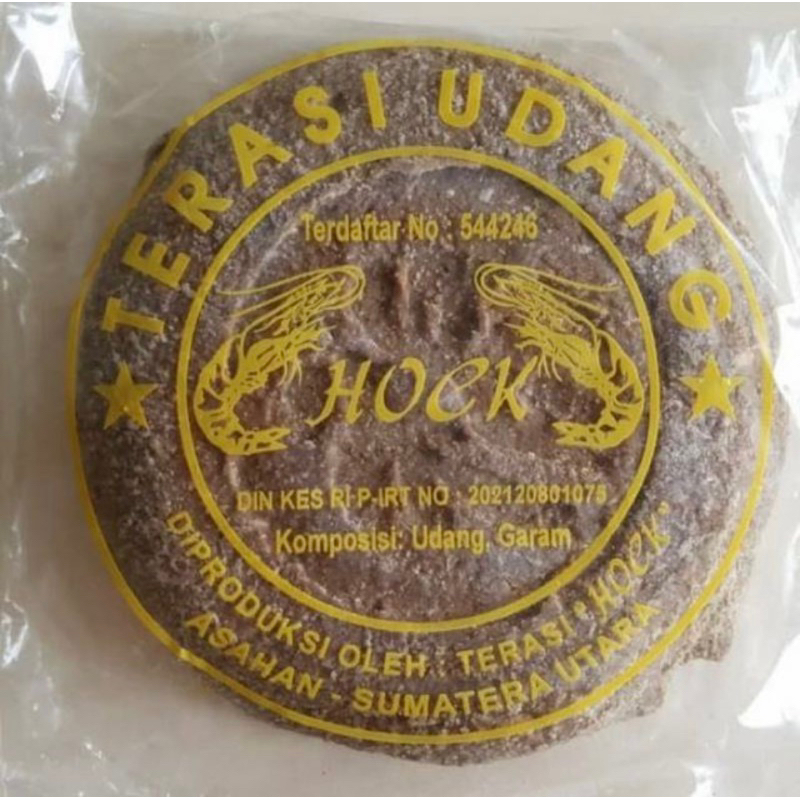 TERASI UDANG
Terdaftar No : 544246
HOCK
DIN KES RI P-IRT NO : 202120801075
Komposisi: Udang, Garam
DIPRODUKSI OLEH : TERASI "HOCK"
ASAHAN - SUMATERA UTARA